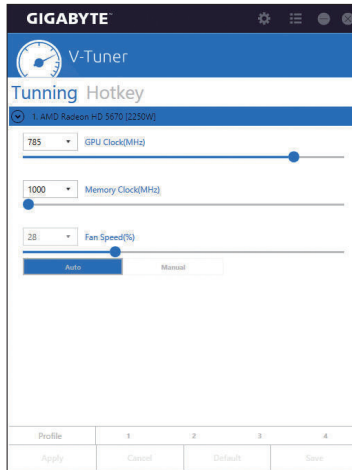 GIGABYTE™
V-Tuner
Tunning Hotkey
1. AMD Radeon HD 5670 [2250W]
785 GPU Clock(MHz)
1000 Memory Clock(MHz)
28 Fan Speed(%)
Auto Manual
Profile 1 2 3 4
Apply Cancel Default Save